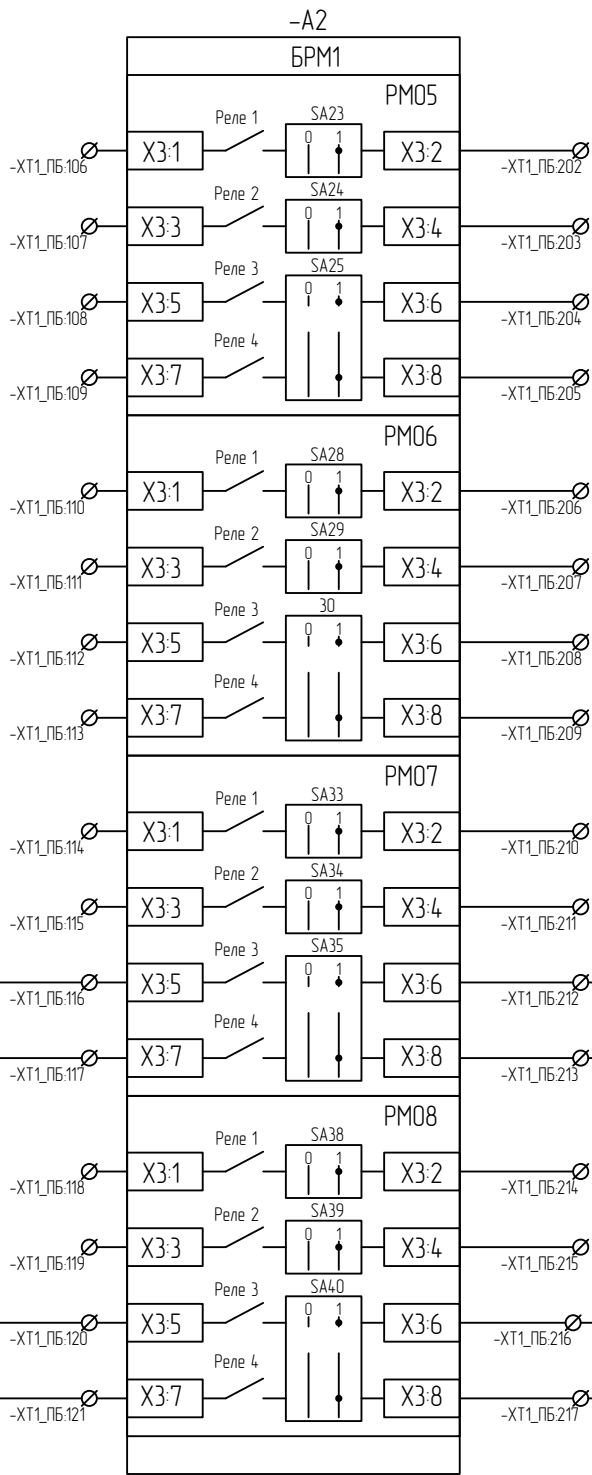 -А2
БРМ1
РМ05
Реле 1 SA23
0 1
-XT1_ПБ:106 X3:1 X3:2 -XT1_ПБ:202
Реле 2 SA24
0 1
-XT1_ПБ:107 X3:3 X3:4 -XT1_ПБ:203
Реле 3 SA25
0 1
-XT1_ПБ:108 X3:5 X3:6 -XT1_ПБ:204
Реле 4
-XT1_ПБ:109 X3:7 X3:8 -XT1_ПБ:205
РМ06
Реле 1 SA28
0 1
-XT1_ПБ:110 X3:1 X3:2 -XT1_ПБ:206
Реле 2 SA29
0 1
-XT1_ПБ:111 X3:3 X3:4 -XT1_ПБ:207
Реле 3 30
0 1
-XT1_ПБ:112 X3:5 X3:6 -XT1_ПБ:208
Реле 4
-XT1_ПБ:113 X3:7 X3:8 -XT1_ПБ:209
РМ07
Реле 1 SA33
0 1
-XT1_ПБ:114 X3:1 X3:2 -XT1_ПБ:210
Реле 2 SA34
0 1
-XT1_ПБ:115 X3:3 X3:4 -XT1_ПБ:211
Реле 3 SA35
0 1
-XT1_ПБ:116 X3:5 X3:6 -XT1_ПБ:212
Реле 4
-XT1_ПБ:117 X3:7 X3:8 -XT1_ПБ:213
РМ08
Реле 1 SA38
0 1
-XT1_ПБ:118 X3:1 X3:2 -XT1_ПБ:214
Реле 2 SA39
0 1
-XT1_ПБ:119 X3:3 X3:4 -XT1_ПБ:215
Реле 3 SA40
0 1
-XT1_ПБ:120 X3:5 X3:6 -XT1_ПБ:216
Реле 4
-XT1_ПБ:121 X3:7 X3:8 -XT1_ПБ:217